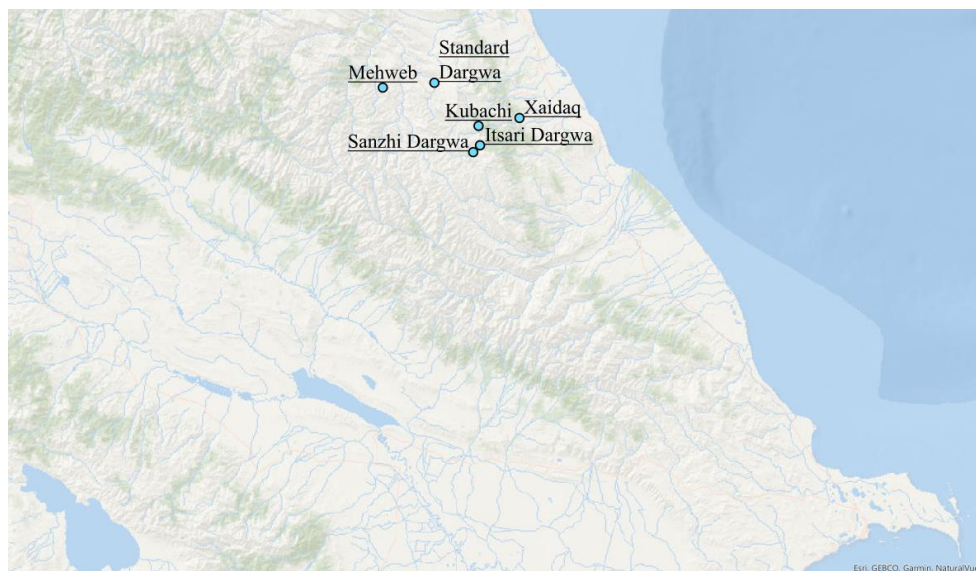 Standard
Dargwa
Mehweb
Kubachi
Xaidaq
Sanzhi Dargwa
Itsari Dargwa
Esri, GEBCO, Garmin, NaturalVue